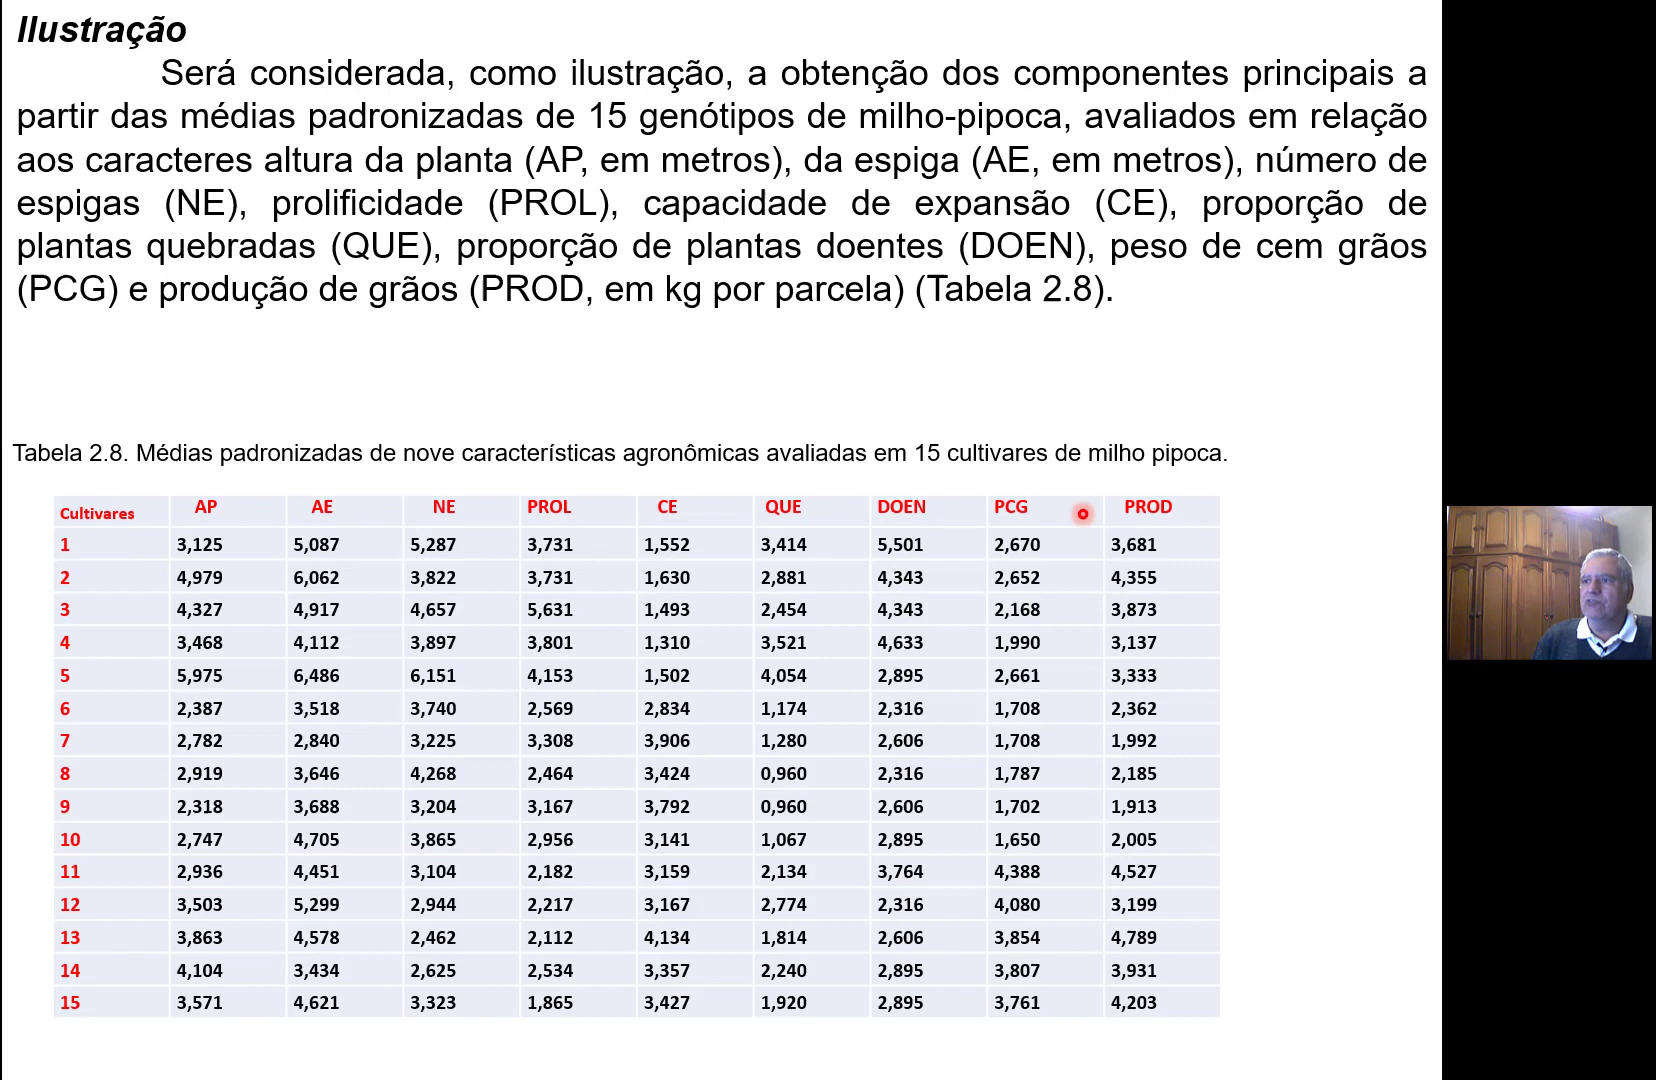 Ilustração
Será considerada, como ilustração, a obtenção dos componentes principais a
partir das médias padronizadas de 15 genótipos de milho-pipoca, avaliados em relação
aos caracteres altura da planta (AP, em metros), da espiga (AE, em metros), número de
espigas (NE), prolificidade (PROL), capacidade de expansão (CE), proporção de
plantas quebradas (QUE), proporção de plantas doentes (DOEN), peso de cem grãos
(PCG) e produção de grãos (PROD, em kg por parcela) (Tabela 2.8).
Tabela 2.8. Médias padronizadas de nove características agronômicas avaliadas em 15 cultivares de milho pipoca.
Cultivares AP AE NE PROL CE QUE DOEN PCG PROD
1 3,125 5,087 5,287 3,731 1,552 3,414 5,501 2,670 3,681
2 4,979 6,062 3,822 3,731 1,630 2,881 4,343 2,652 4,355
3 4,327 4,917 4,657 5,631 1,493 2,454 4,343 2,168 3,873
4 3,468 4,112 3,897 3,801 1,310 3,521 4,633 1,990 3,137
5 5,975 6,486 6,151 4,153 1,502 4,054 2,895 2,661 3,333
6 2,387 3,518 3,740 2,569 2,834 1,174 2,316 1,708 2,362
7 2,782 2,840 3,225 3,308 3,906 1,280 2,606 1,708 1,992
8 2,919 3,646 4,268 2,464 3,424 0,960 2,316 1,787 2,185
9 2,318 3,688 3,204 3,167 3,792 0,960 2,606 1,702 1,913
10 2,747 4,705 3,865 2,956 3,141 1,067 2,895 1,650 2,005
11 2,936 4,451 3,104 2,182 3,159 2,134 3,764 4,388 4,527
12 3,503 5,299 2,944 2,217 3,167 2,774 2,316 4,080 3,199
13 3,863 4,578 2,462 2,112 4,134 1,814 2,606 3,854 4,789
14 4,104 3,434 2,625 2,534 3,357 2,240 2,895 3,807 3,931
15 3,571 4,621 3,323 1,865 3,427 1,920 2,895 3,761 4,203